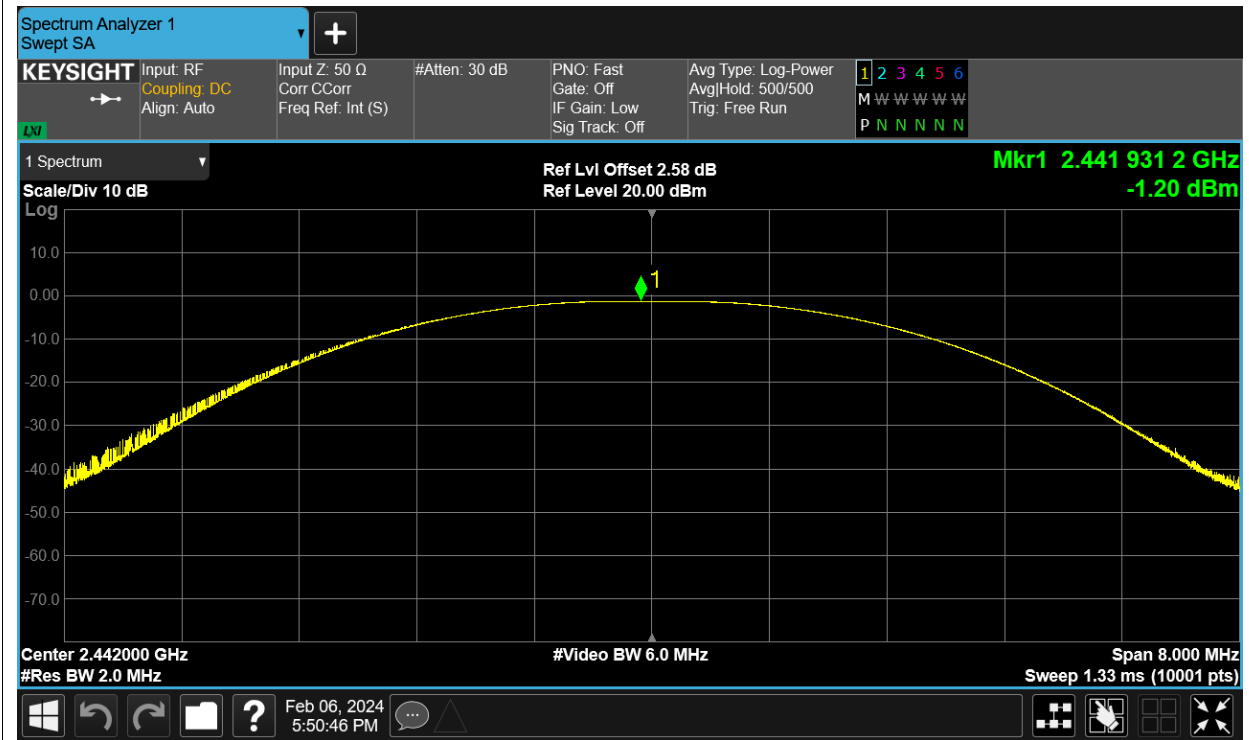 Spectrum Analyzer 1
Swept SA
+
KEYSIGHT
LXI
Input: RF
Coupling: DC
Align: Auto
Input Z: 50 Ω
Corr CCorr
Freq Ref: Int (S)
#Atten: 30 dB
PNO: Fast
Gate: Off
IF Gain: Low
Sig Track: Off
Avg Type: Log-Power
Avg|Hold: 500/500
Trig: Free Run
1 2 3 4 5 6
M W W W W W
P N N N N N
1 Spectrum
Scale/Div 10 dB
Ref Lvl Offset 2.58 dB
Ref Level 20.00 dBm
Mkr1 2.441 931 2 GHz
-1.20 dBm
Log
10.0
0.00
-10.0
-20.0
-30.0
-40.0
-50.0
-60.0
-70.0
1
Center 2.442000 GHz
#Video BW 6.0 MHz
Span 8.000 MHz
#Res BW 2.0 MHz
Sweep 1.33 ms (10001 pts)
?
Feb 06, 2024
5:50:46 PM